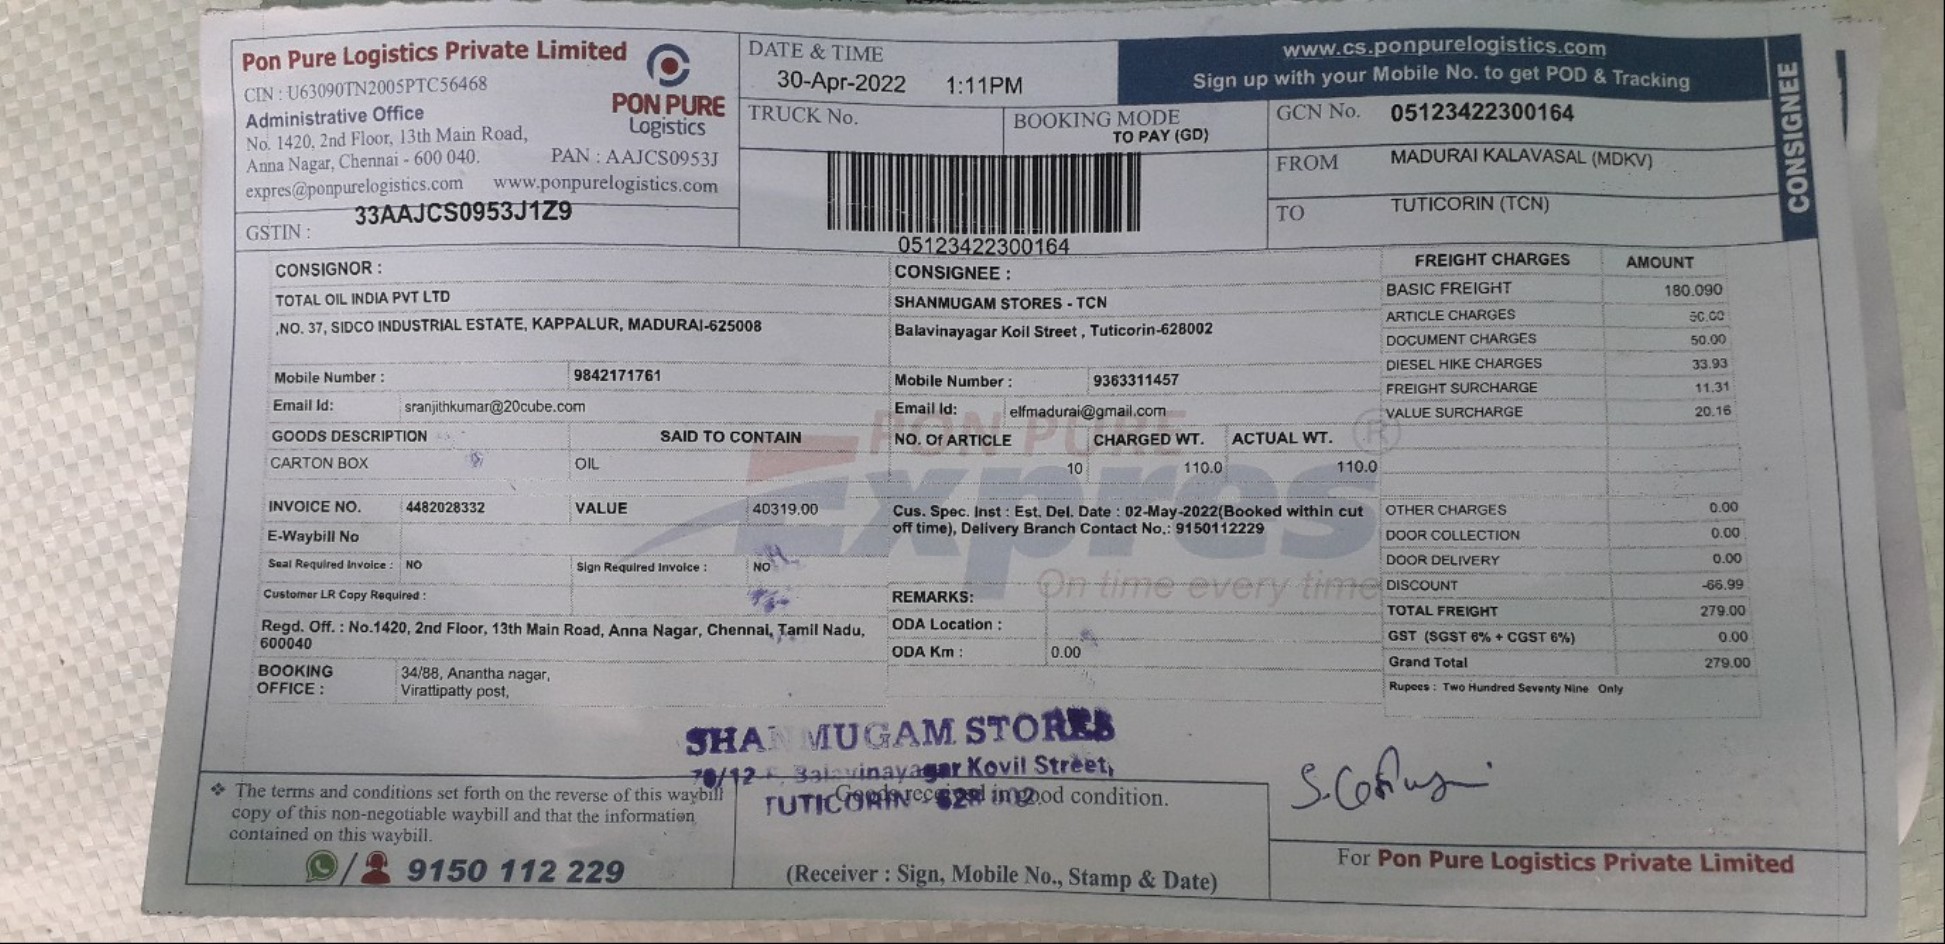 Pon Pure Logistics Private Limited
CIN : U63090TN2005PTC56468
Administrative Office
No. 1420, 2nd Floor, 13th Main Road,
Anna Nagar, Chennai - 600 040.
PAN : AAJCS0953J
expres@ponpurelogistics.com www.ponpurelogistics.com
PON PURE
Logistics
GSTIN : 33AAJCS0953J1Z9
DATE & TIME
30-Apr-2022 1:11PM
TRUCK No.
BOOKING MODE
TO PAY (GD)
05123422300164
www.cs.ponpurelogistics.com
Sign up with your Mobile No. to get POD & Tracking
GCN No. 05123422300164
FROM MADURAI KALAVASAL (MDKV)
TO TUTICORIN (TCN)
CONSIGNEE
CONSIGNOR :
TOTAL OIL INDIA PVT LTD
,NO. 37, SIDCO INDUSTRIAL ESTATE, KAPPALUR, MADURAI-625008
Mobile Number : 9842171761
Email Id: sranjithkumar@20cube.com
CONSIGNEE :
SHANMUGAM STORES - TCN
Balavinayagar Koil Street , Tuticorin-628002
Mobile Number : 9363311457
Email Id: elfmadurai@gmail.com
GOODS DESCRIPTION SAID TO CONTAIN NO. Of ARTICLE CHARGED WT. ACTUAL WT.
CARTON BOX OIL 10 110.0 110.0
INVOICE NO. 4482028332 VALUE 40319.00
E-Waybill No
Seal Required Invoice : NO Sign Required Invoice : NO
Customer LR Copy Required :
Cus. Spec. Inst : Est. Del. Date : 02-May-2022(Booked within cut
off time), Delivery Branch Contact No.: 9150112229
REMARKS:
ODA Location :
ODA Km : 0.00
PON PURE
Expres
On time every time
®
Regd. Off. : No.1420, 2nd Floor, 13th Main Road, Anna Nagar, Chennai, Tamil Nadu,
600040
BOOKING
OFFICE :
34/88, Anantha nagar,
Virattipatty post,
FREIGHT CHARGES AMOUNT
BASIC FREIGHT 180.090
ARTICLE CHARGES 50.00
DOCUMENT CHARGES 50.00
DIESEL HIKE CHARGES 33.93
FREIGHT SURCHARGE 11.31
VALUE SURCHARGE 20.16
OTHER CHARGES 0.00
DOOR COLLECTION 0.00
DOOR DELIVERY 0.00
DISCOUNT -66.99
TOTAL FREIGHT 279.00
GST (SGST 6% + CGST 6%) 0.00
Grand Total 279.00
Rupees : Two Hundred Seventy Nine Only
SHANMUGAM STORES
Balavinayagar Kovil Street,
TUTICORIN
❖ The terms and conditions set forth on the reverse of this waybill
copy of this non-negotiable waybill and that the information
contained on this waybill.
/ 9150 112 229
Goods received in good condition.
(Receiver : Sign, Mobile No., Stamp & Date)
For Pon Pure Logistics Private Limited